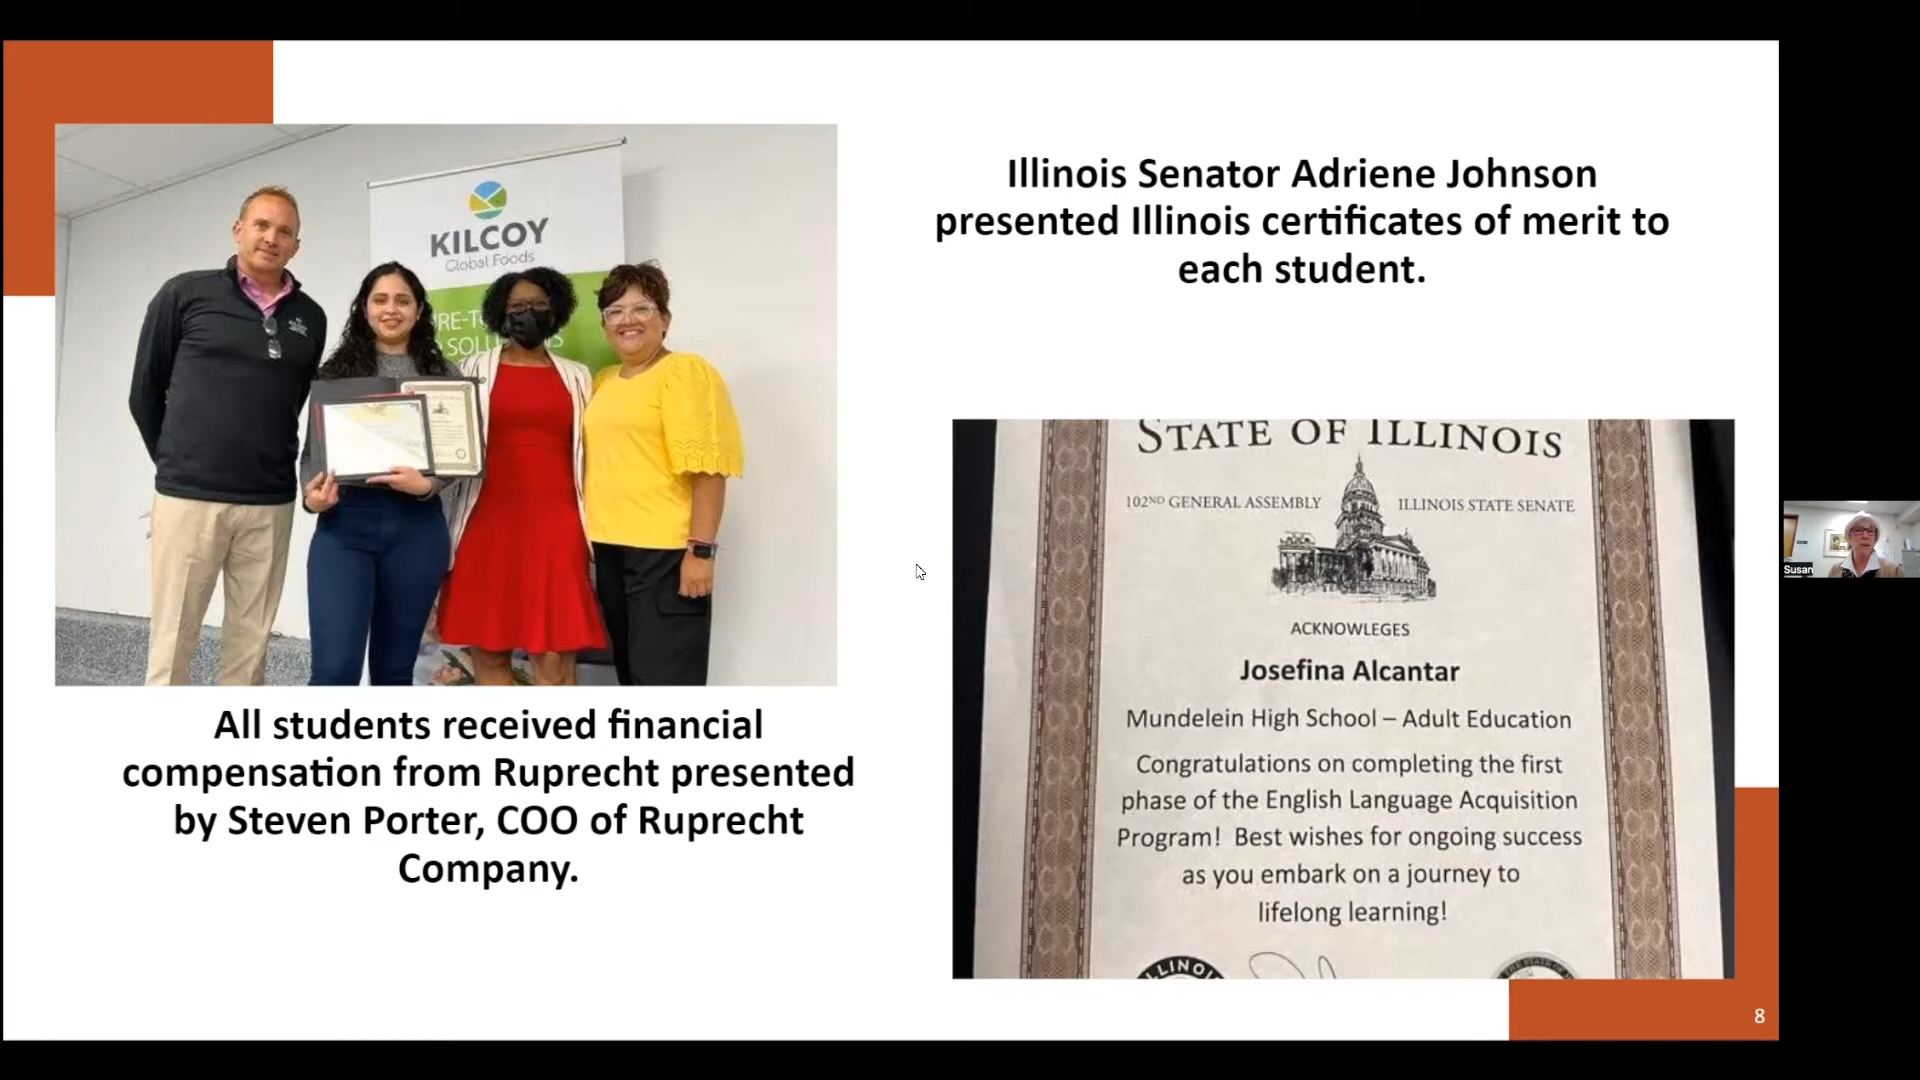 KILCOY
Global Foods
All students received financial
compensation from Ruprecht presented
by Steven Porter, COO of Ruprecht
Company.
Illinois Senator Adriene Johnson
presented Illinois certificates of merit to
each student.
STATE OF ILLINOIS
102ND GENERAL ASSEMBLY ILLINOIS STATE SENATE
ACKNOWLEGES
Josefina Alcantar
Mundelein High School – Adult Education
Congratulations on completing the first
phase of the English Language Acquisition
Program! Best wishes for ongoing success
as you embark on a journey to
lifelong learning!
Susan
8